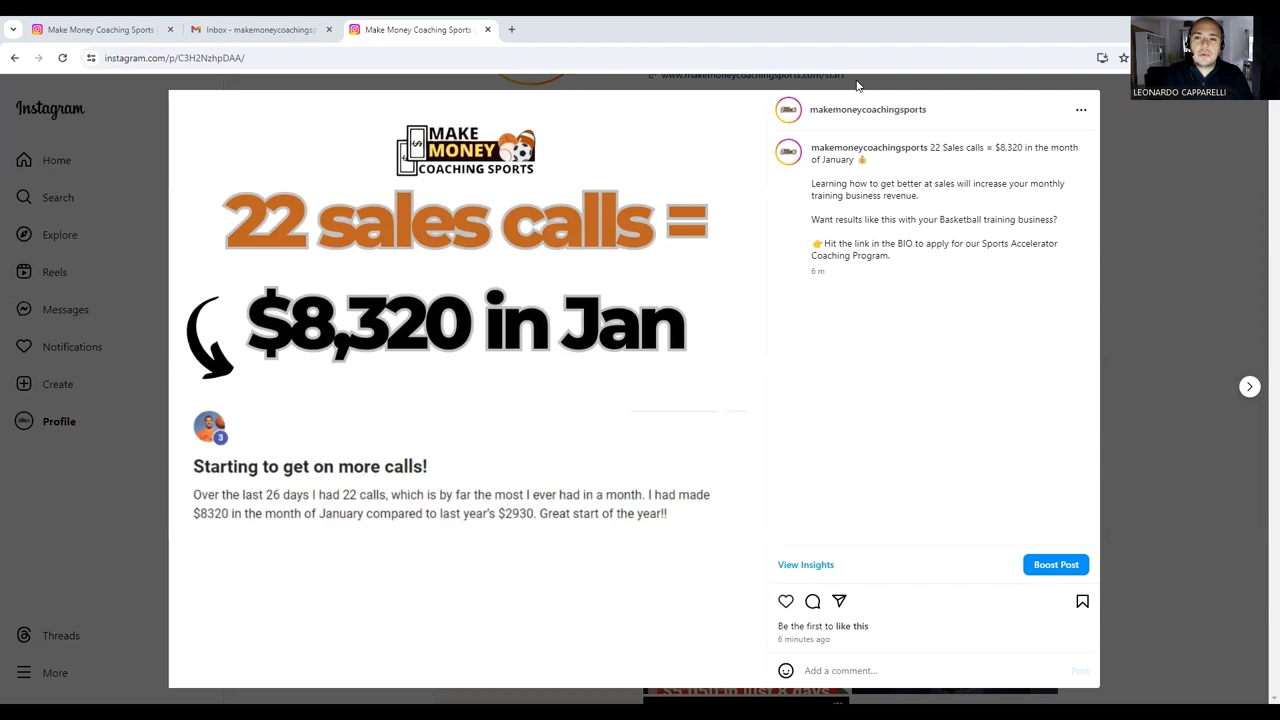 Make Money Coaching Sports
Inbox - makemoneycoachingsp
Make Money Coaching Sports
instagram.com/p/C3H2NzhpDAA/
LEONARDO CAPPARELLI
www.makemoneycoachingsports.com/start
Instagram
Home
Search
Explore
Reels
Messages
Notifications
Create
Profile
Threads
More
MAKE
MONEY
COACHING SPORTS
22 sales calls =
$8,320 in Jan
3
Starting to get on more calls!
Over the last 26 days I had 22 calls, which is by far the most I ever had in a month. I had made
$8320 in the month of January compared to last year's $2930. Great start of the year!!
makemoneycoachingsports
makemoneycoachingsports 22 Sales calls = $8,320 in the month
of January 💰
Learning how to get better at sales will increase your monthly
training business revenue.
Want results like this with your Basketball training business?
👉Hit the link in the BIO to apply for our Sports Accelerator
Coaching Program.
6 m
View Insights
Boost Post
Be the first to like this
6 minutes ago
Add a comment...
Post
$5,050 in just 8 days